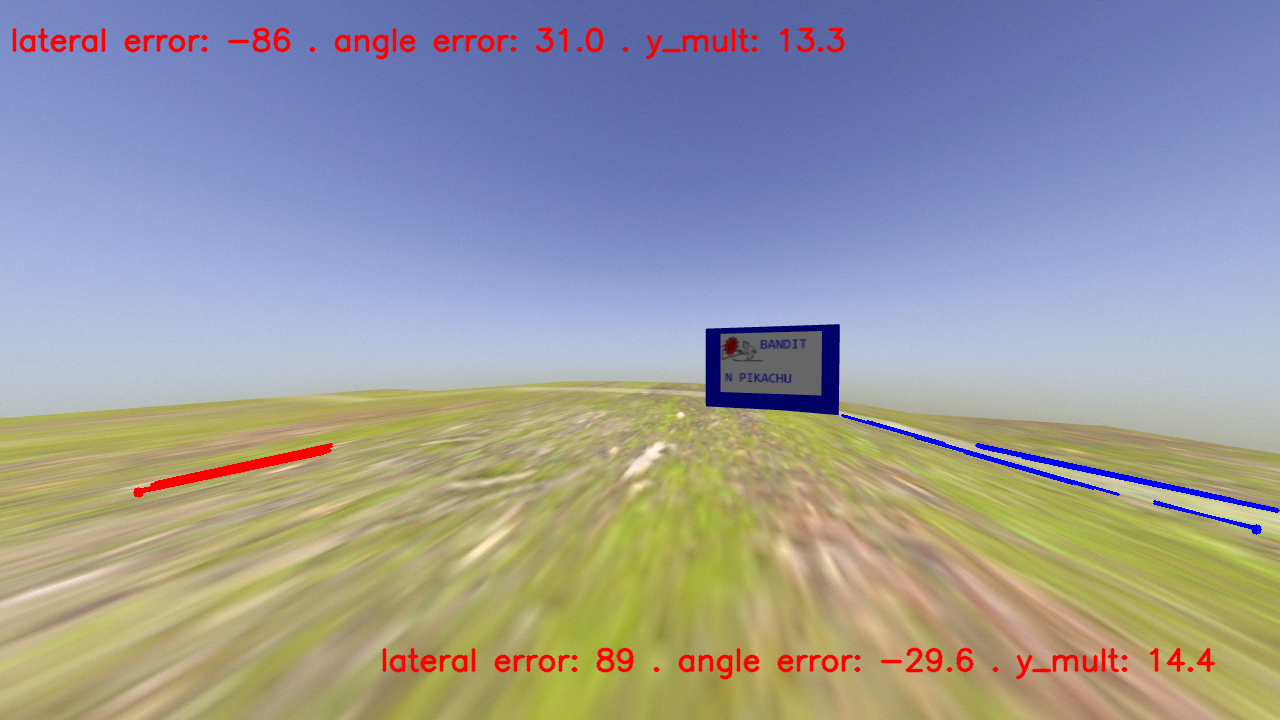 lateral error: -86 . angle error: 31.0 . y_mult: 13.3
BANDIT
N PIKACHU
lateral error: 89 . angle error: -29.6 . y_mult: 14.4